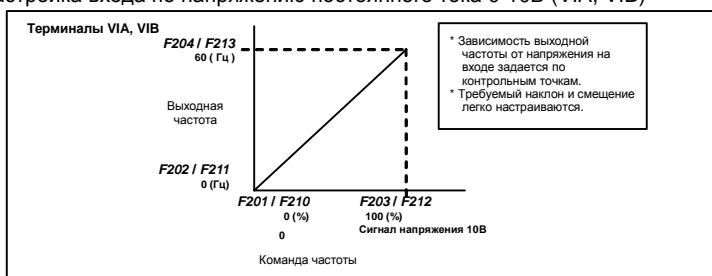 стройка входа по напряжению постоянного тока 0-10В (VIA, VIB)
Терминалы VIA, VIB
F204 / F213
60 ( Гц )
Выходная
частота
F202 / F211
0 (Гц)
F201 / F210
0 (%)
0
F203 / F212
100 (%)
Сигнал напряжения 10В
Команда частоты
* Зависимость выходной
частоты от напряжения на
входе задается по
контрольным точкам.
* Требуемый наклон и смещение
легко настраиваются.